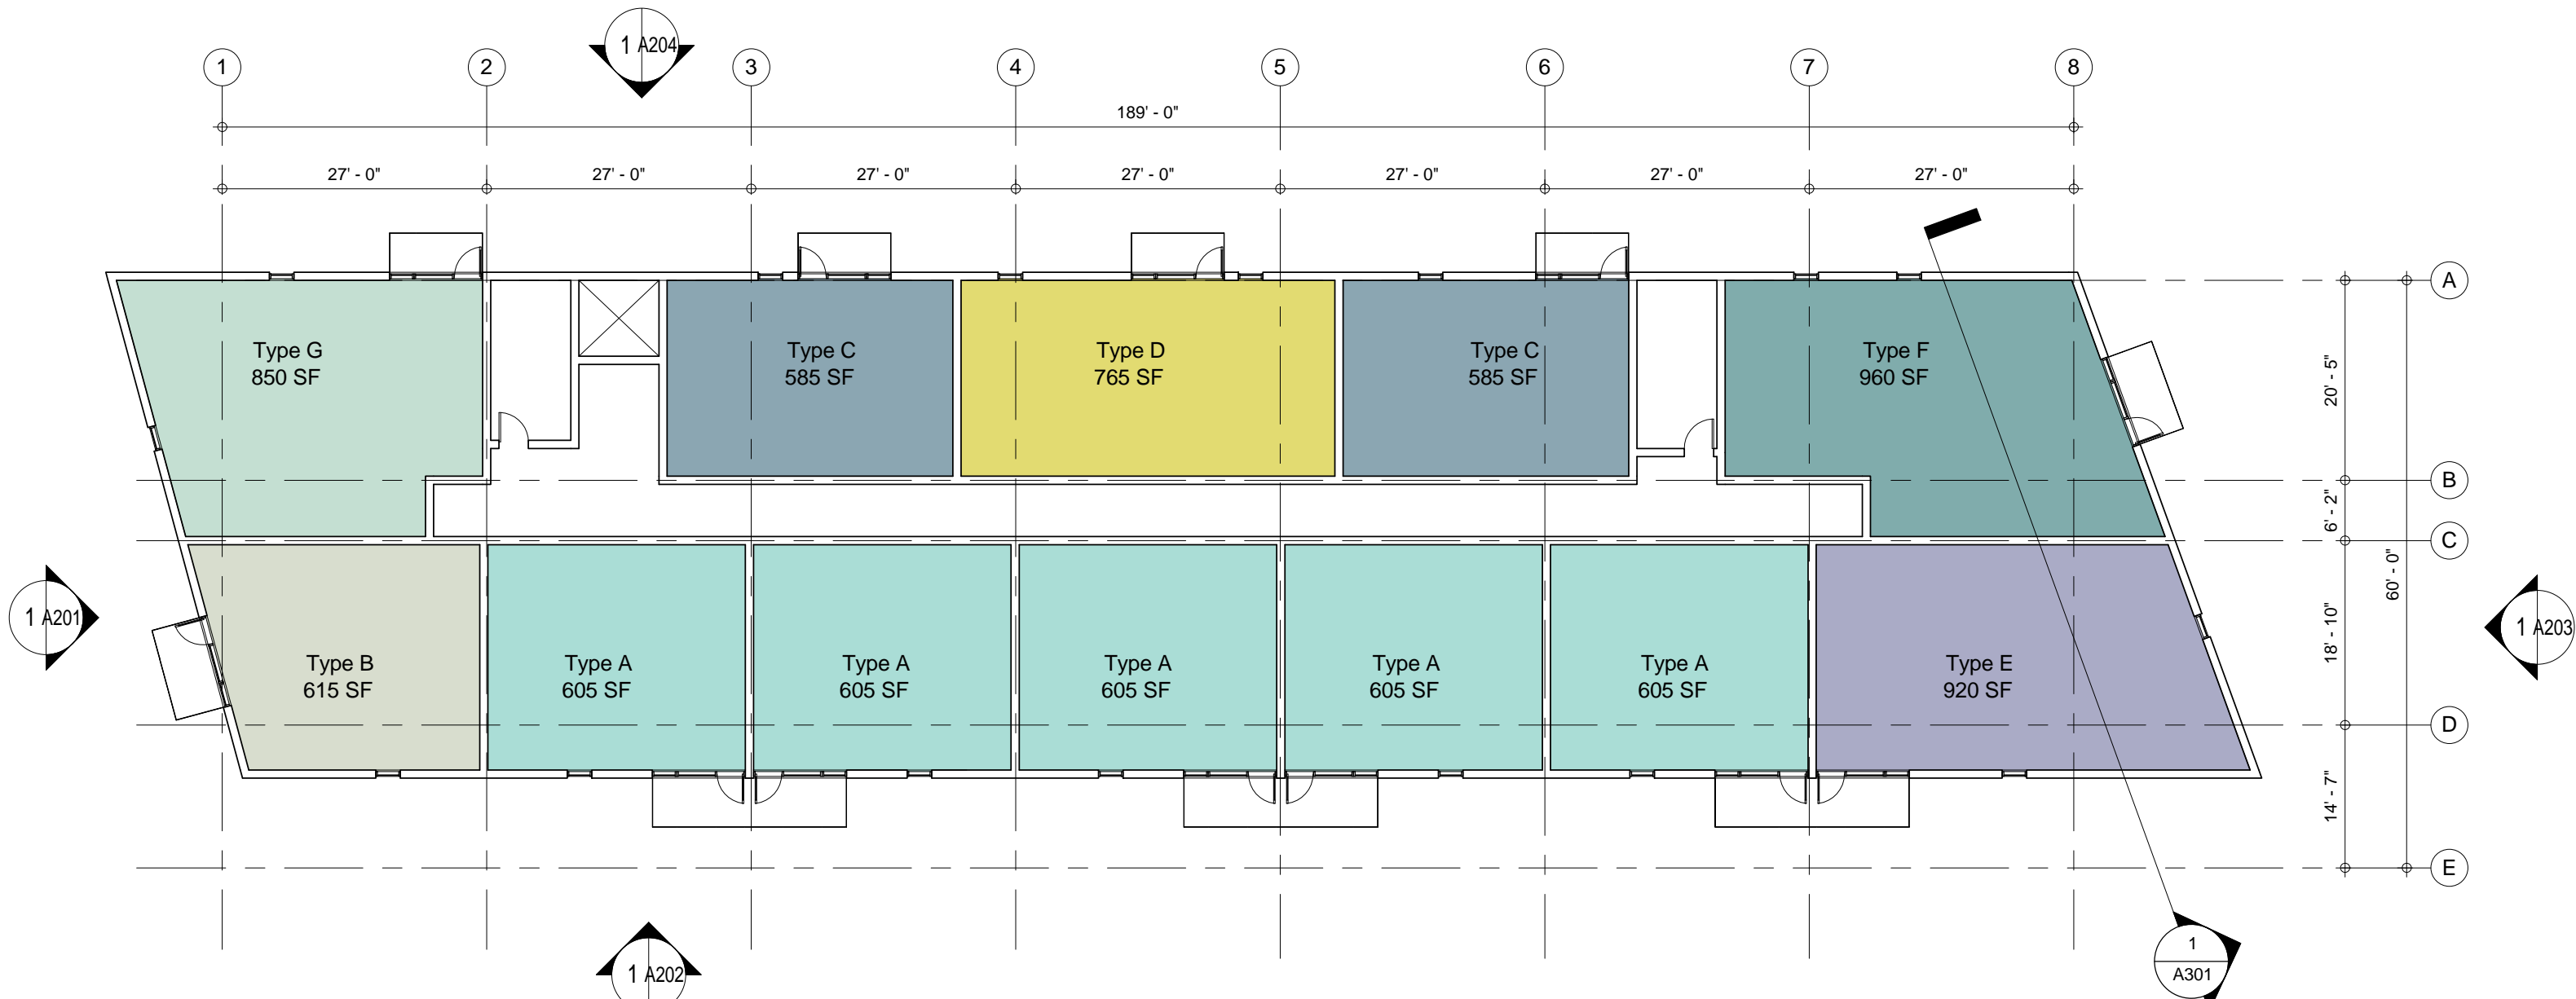 1 A204
1 2 3 4 5 6 7 8
189' - 0"
27' - 0" 27' - 0" 27' - 0" 27' - 0" 27' - 0" 27' - 0" 27' - 0"
A
Type G
850 SF
Type C
585 SF
Type D
765 SF
Type C
585 SF
Type F
960 SF
20' - 5"
B
6' - 2"
C
60' - 0"
1 A201
Type B
615 SF
Type A
605 SF
Type A
605 SF
Type A
605 SF
Type A
605 SF
Type A
605 SF
Type E
920 SF
18' - 10"
1 A203
D
14' - 7"
E
1 A202
1
A301